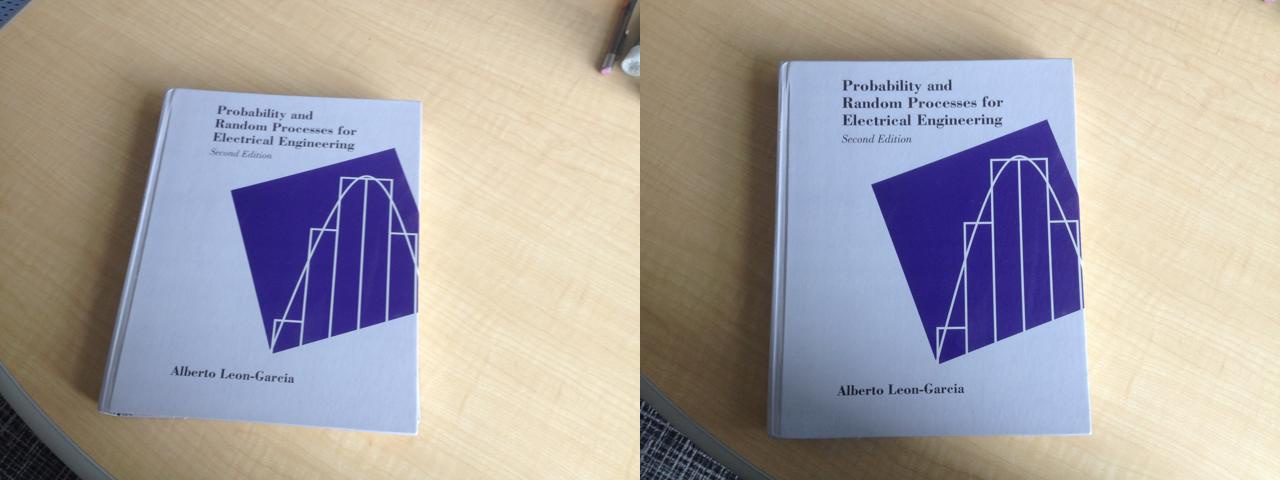 Probability and
Random Processes for
Electrical Engineering
Second Edition
Alberto Leon-Garcia
Probability and
Random Processes for
Electrical Engineering
Second Edition
Alberto Leon-Garcia